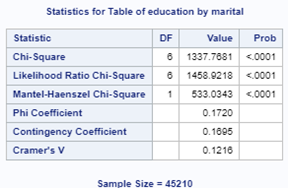 Statistics for Table of education by marital
Statistic DF Value Prob
Chi-Square 6 1337.7681 <.0001
Likelihood Ratio Chi-Square 6 1458.9218 <.0001
Mantel-Haenszel Chi-Square 1 533.0343 <.0001
Phi Coefficient 0.1720
Contingency Coefficient 0.1695
Cramer's V 0.1216
Sample Size = 45210